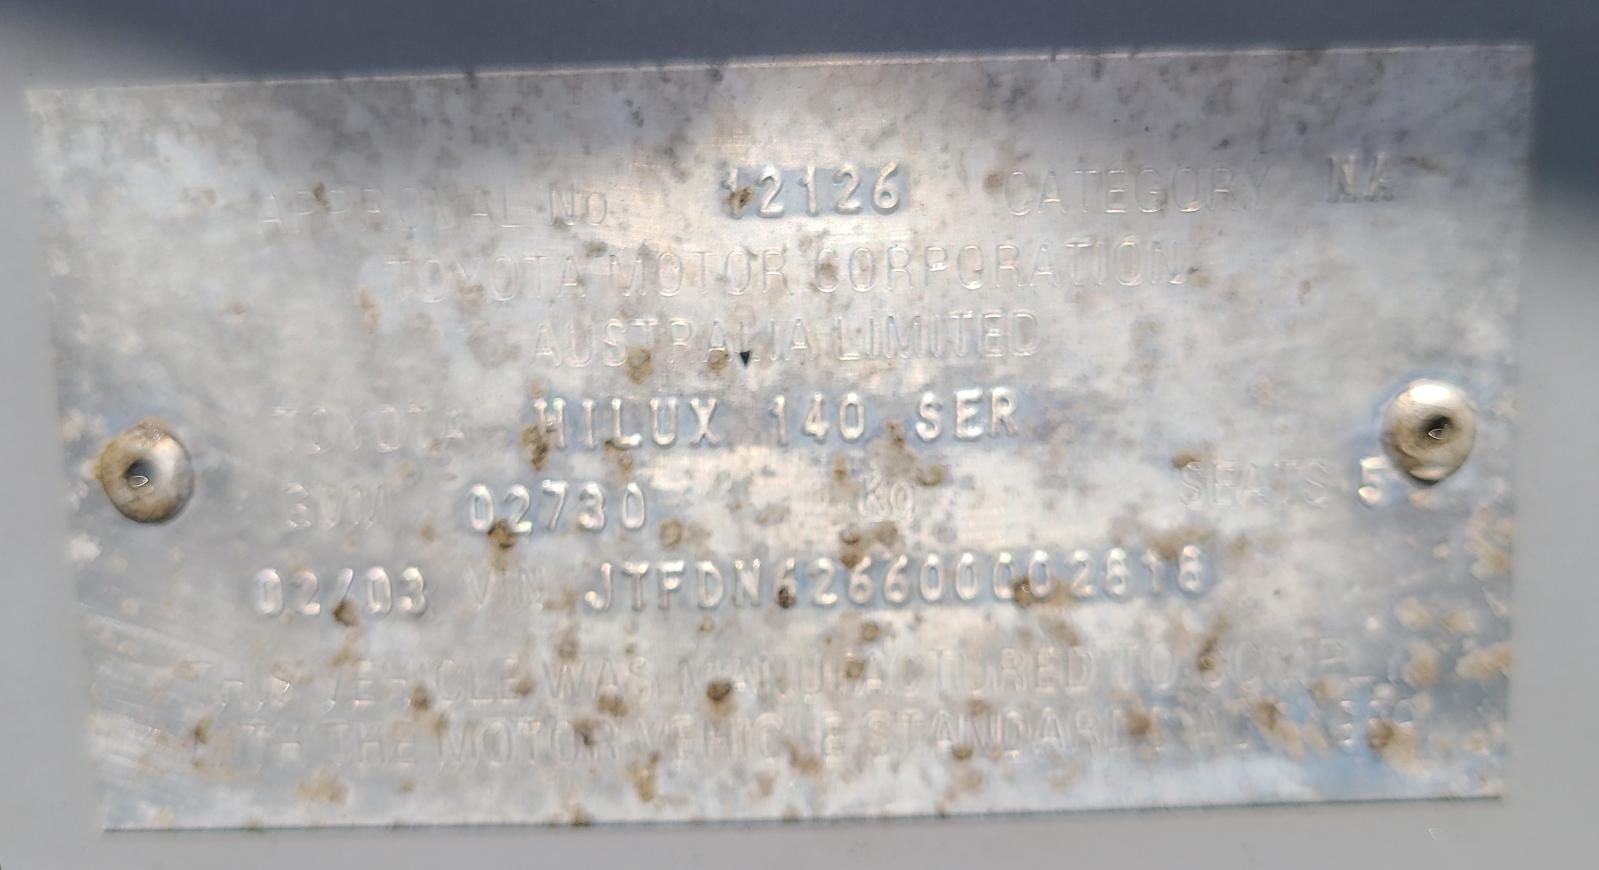 APPROVAL No 12126 CATEGORY NA
TOYOTA MOTOR CORPORATION
AUSTRALIA LIMITED
TOYOTA HILUX 140 SER
GVM 02730 Kg SEATS 5
02/03 VIN JTFDN626600002818
THIS VEHICLE WAS MANUFACTURED TO COMPLY
WITH THE MOTOR VEHICLE STANDARDS ACT 1989